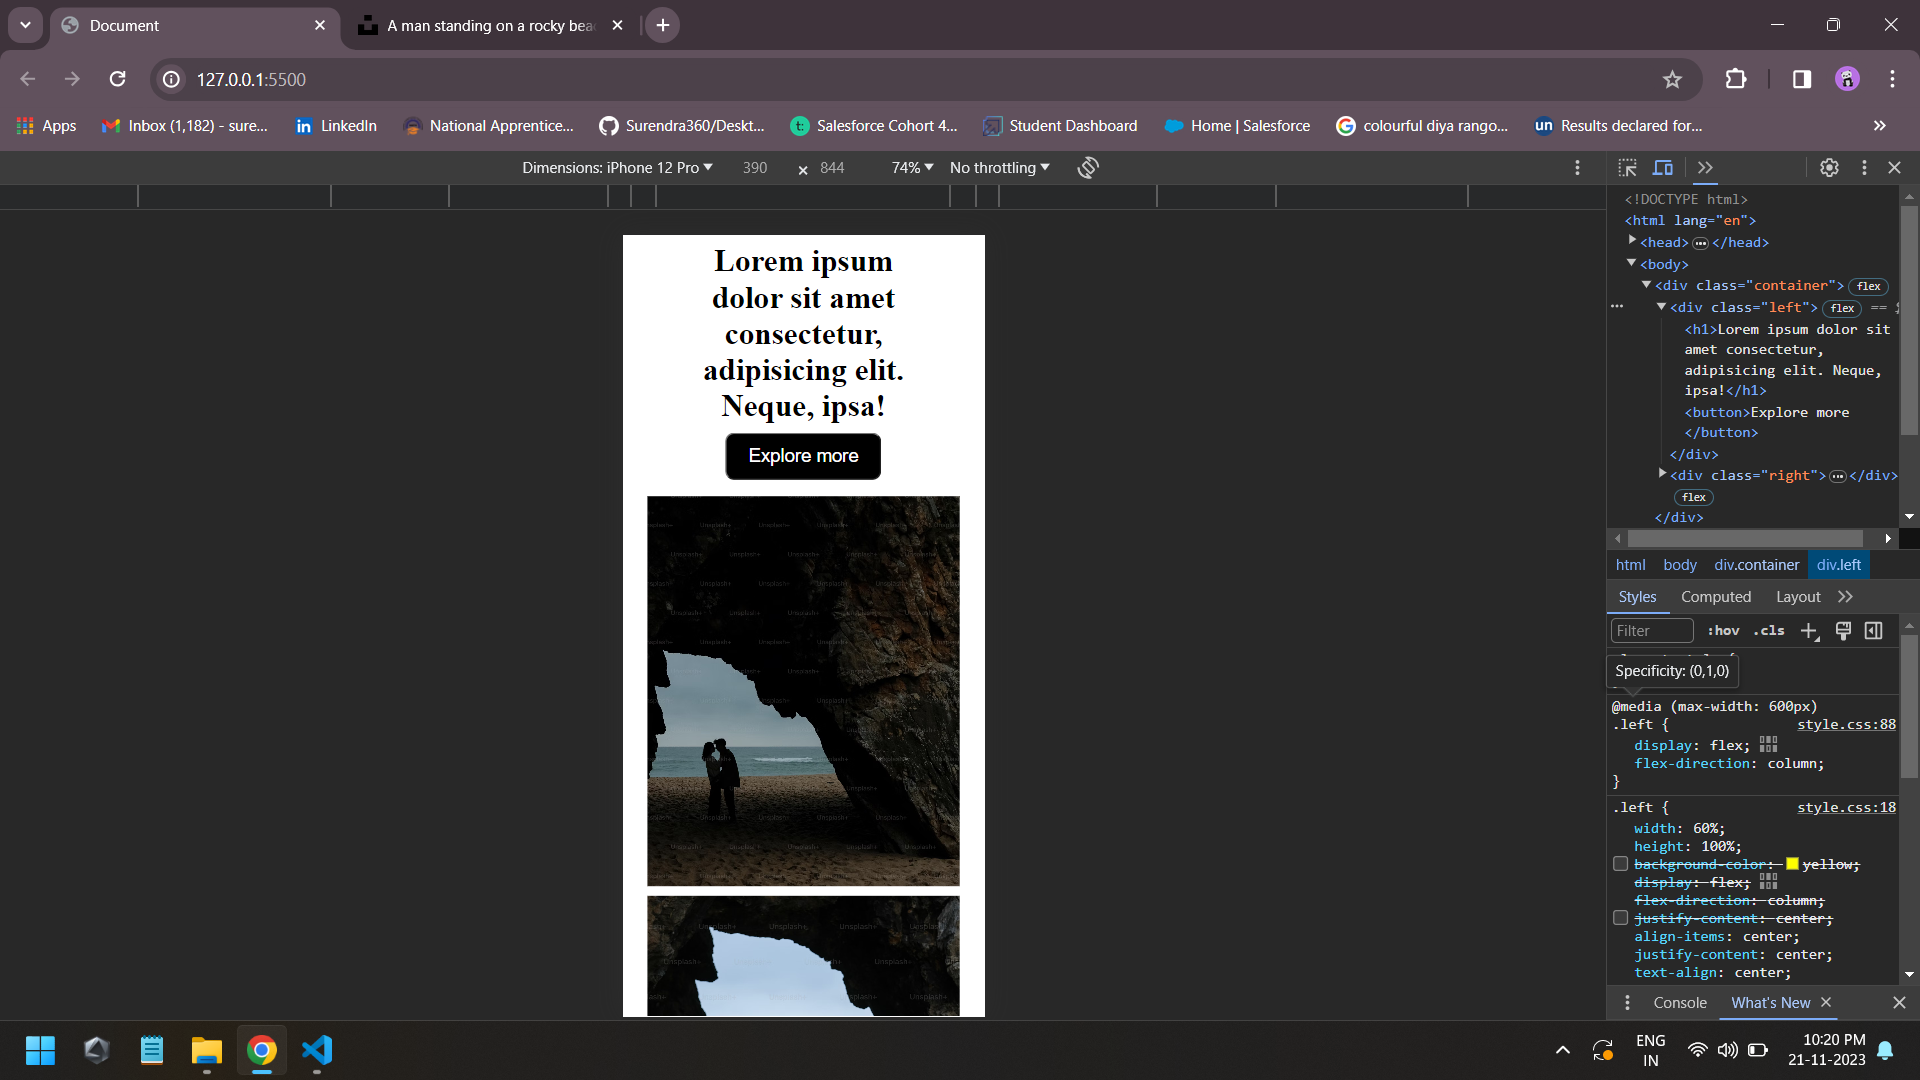 Document
A man standing on a rocky bea
127.0.0.1:5500
Apps
Inbox (1,182) - sure...
LinkedIn
National Apprentice...
Surendra360/Deskt...
Salesforce Cohort 4...
Student Dashboard
Home | Salesforce
colourful diya rango...
un Results declared for...
Dimensions: iPhone 12 Pro
390
×
844
74%
No throttling
Lorem ipsum
dolor sit amet
consectetur,
adipisicing elit.
Neque, ipsa!
Explore more
Unsplash+
<!DOCTYPE html>
<html lang="en">
<head> ••• </head>
<body>
<div class="container"> flex
<div class="left"> flex ==
<h1>Lorem ipsum dolor sit
amet consectetur,
adipisicing elit. Neque,
ipsa!</h1>
<button>Explore more
</button>
</div>
<div class="right"> ••• </div>
flex
</div>
html body div.container div.left
Styles Computed Layout
Filter :hov .cls
Specificity: (0,1,0)
@media (max-width: 600px)
.left { style.css:88
display: flex;
flex-direction: column;
}
.left { style.css:18
width: 60%;
height: 100%;
background-color: yellow;
display: flex;
flex-direction: column;
justify-content: center;
align-items: center;
justify-content: center;
text-align: center;
Console What's New
ENG
IN
10:20 PM
21-11-2023